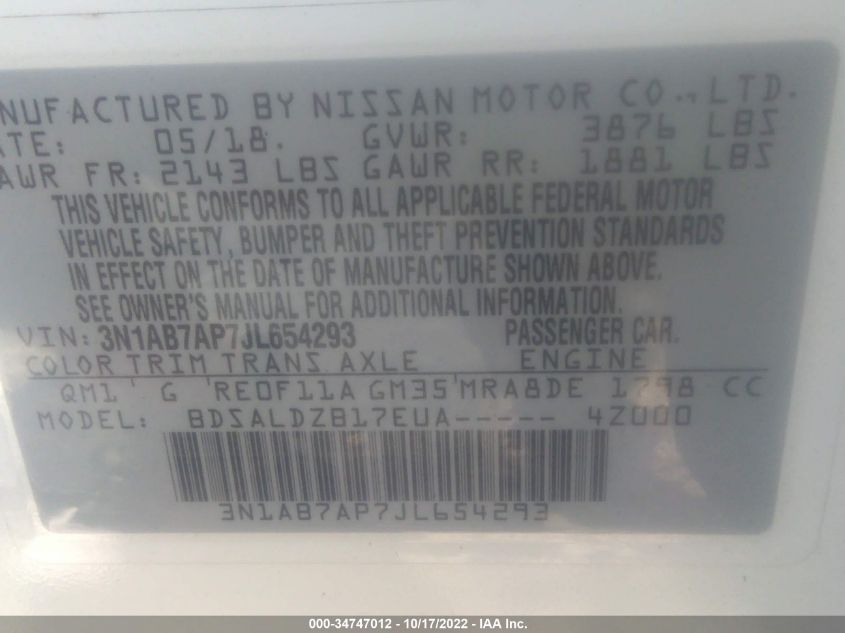 NUFACTURED BY NISSAN MOTOR CO., LTD.
ATE: 05/18. GVWR: 3876 LBS
AWR FR: 2143 LBS GAWR RR: 1881 LBS
THIS VEHICLE CONFORMS TO ALL APPLICABLE FEDERAL MOTOR
VEHICLE SAFETY, BUMPER AND THEFT PREVENTION STANDARDS
IN EFFECT ON THE DATE OF MANUFACTURE SHOWN ABOVE.
SEE OWNER'S MANUAL FOR ADDITIONAL INFORMATION.
VIN: 3N1AB7AP7JL654293 PASSENGER CAR.
COLOR TRIM TRANS AXLE ENGINE
QM1 ' G 'RE0F11A GM35'MRA8DE 1798 CC
MODEL: BDSALDZB17EUA----- 4Z000
3N1AB7AP7JL654293
000-34747012 - 10/17/2022 - IAA Inc.